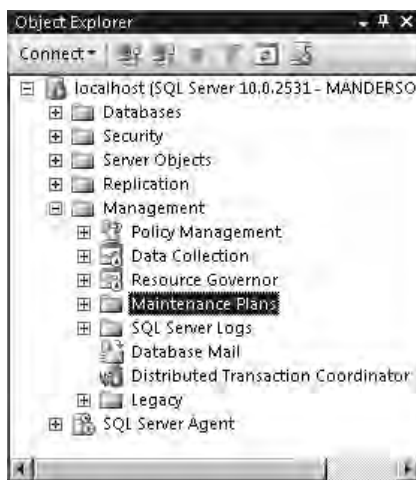 Object Explorer
Connect
localhost (SQL Server 10.0.2531 - MANDERSO
Databases
Security
Server Objects
Replication
Management
Policy Management
Data Collection
Resource Governor
Maintenance Plans
SQL Server Logs
Database Mail
Distributed Transaction Coordinator
Legacy
SQL Server Agent